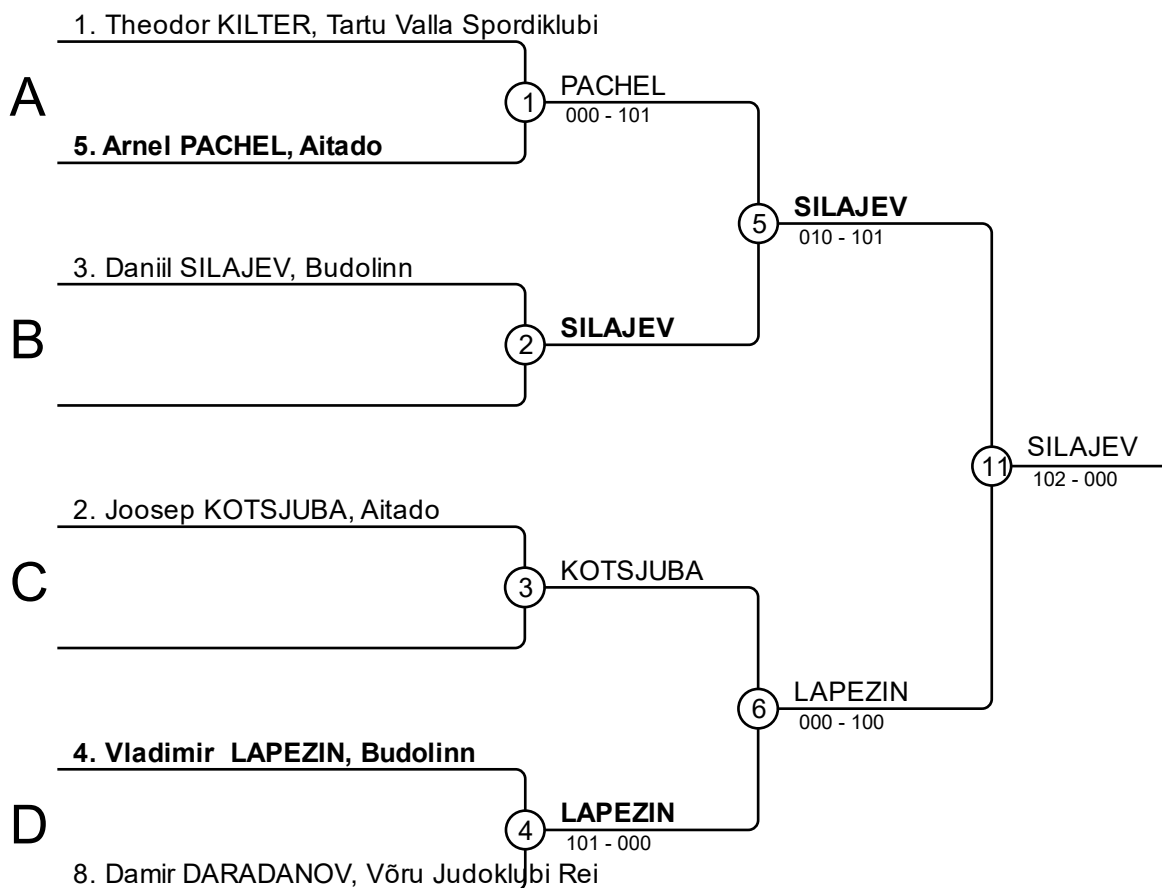 1. Theodor KILTER, Tartu Valla Spordiklubi
A
1
PACHEL
000 - 101
5. Arnel PACHEL, Aitado
5
SILAJEV
010 - 101
3. Daniil SILAJEV, Budolinn
B
2
SILAJEV
11
SILAJEV
102 - 000
2. Joosep KOTSJUBA, Aitado
C
3
KOTSJUBA
6
LAPEZIN
000 - 100
4. Vladimir LAPEZIN, Budolinn
D
4
LAPEZIN
101 - 000
8. Damir DARADANOV, Võru Judoklubi Rei